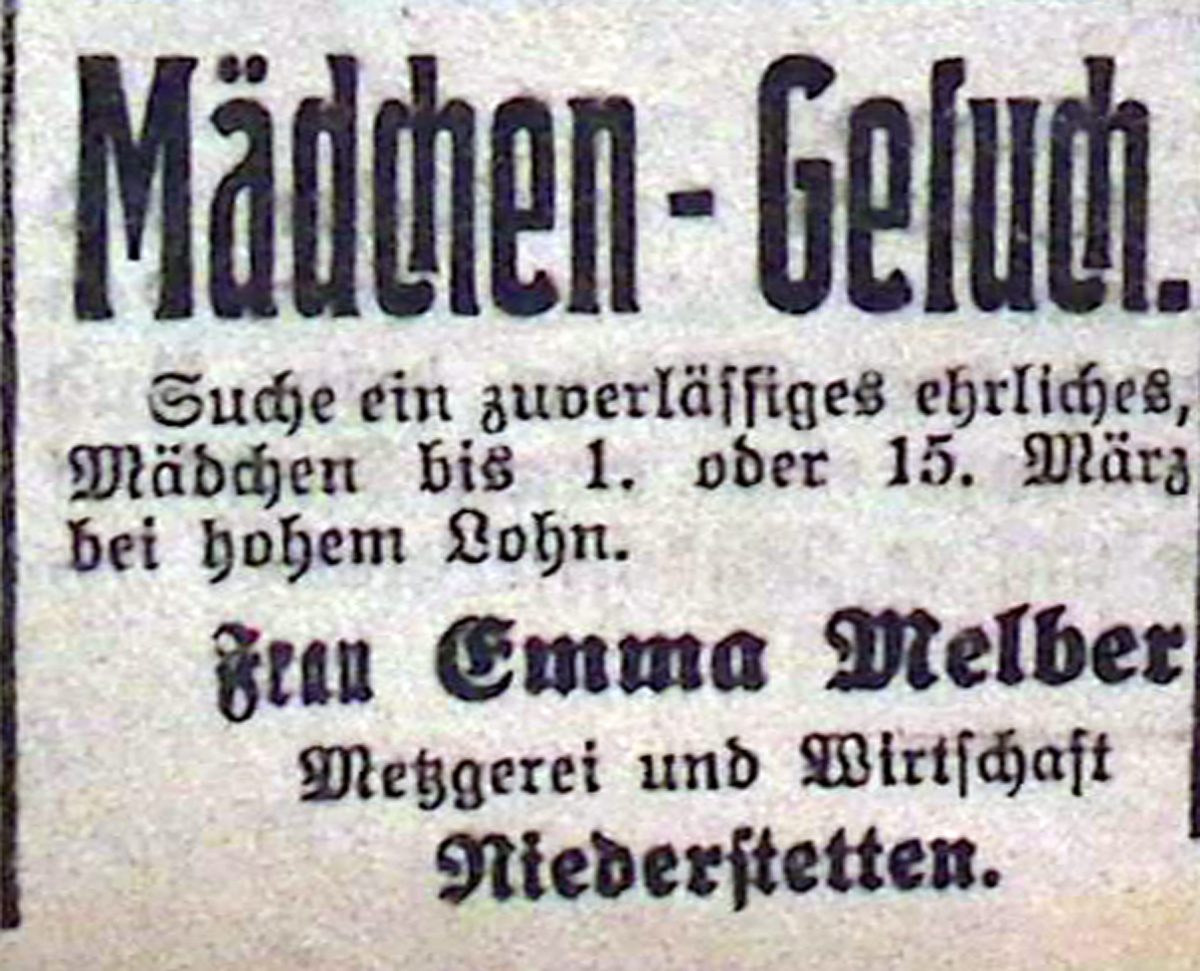 Mädchen-Gesuch.
Suche ein zuverlässiges ehrliches,
Mädchen bis 1. oder 15. März
bei hohem Lohn.
Frau Emma Melber
Metzgerei und Wirtschaft
Niederstetten.